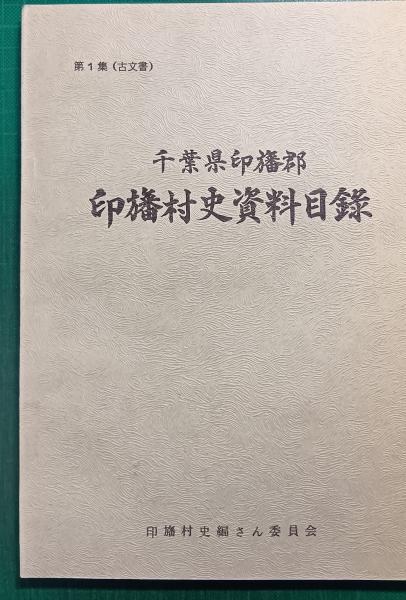 第1集（古文書）
千葉県印旛郡
印旛村史資料目録
印旛村史編さん委員会